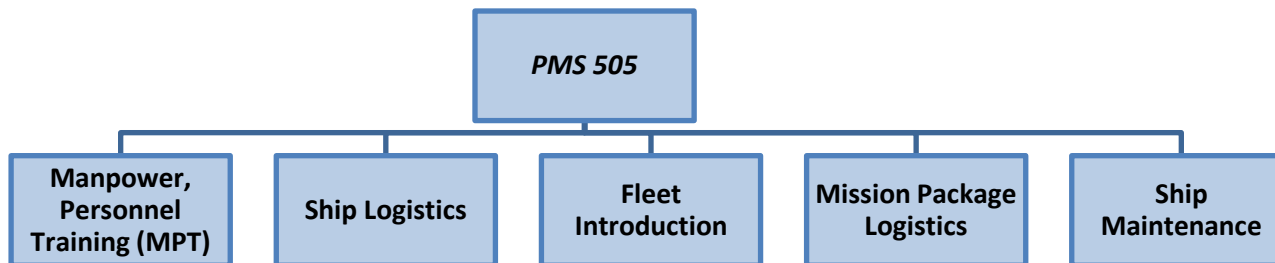 PMS 505
Manpower,
Personnel
Training (MPT)
Ship Logistics
Fleet
Introduction
Mission Package
Logistics
Ship
Maintenance